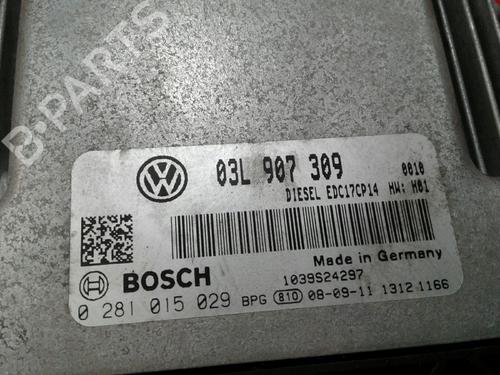 B-PARTS
03L 907 309
0010
DIESEL EDC17CP14 HW: H01
Made in Germany
BOSCH
1039S24297
0 281 015 029 BPG 810 08-09-11 1312 1166